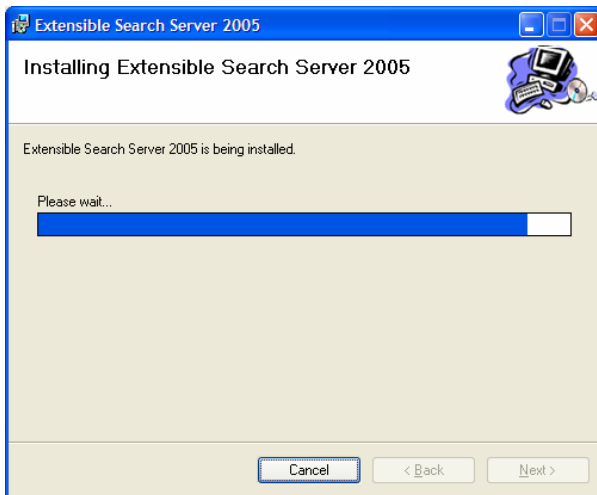 Extensible Search Server 2005
Installing Extensible Search Server 2005
Extensible Search Server 2005 is being installed.
Please wait...
Cancel
< Back
Next >